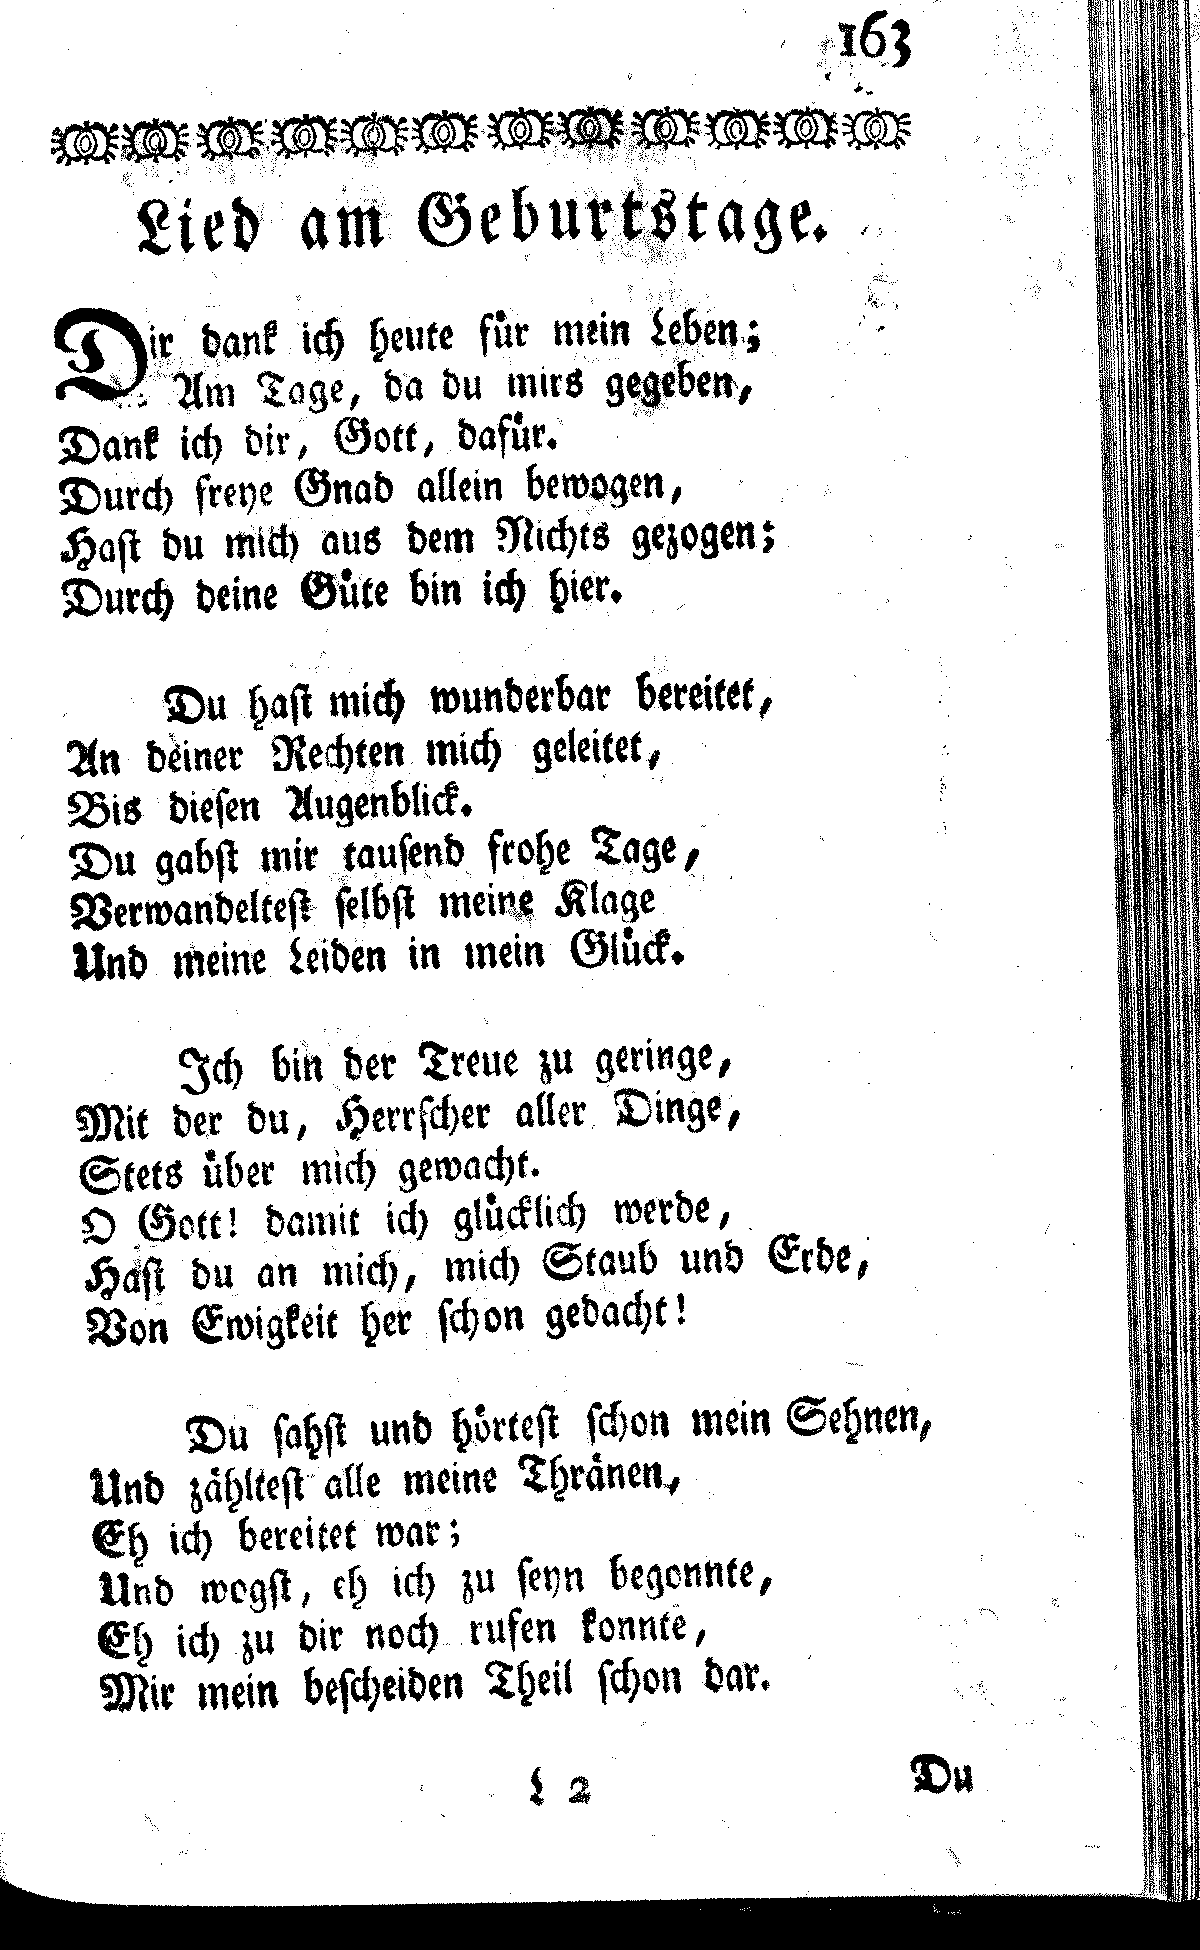 163
Lied am Geburtstage.
Dir dank ich heute für mein Leben;
Am Tage, da du mirs gegeben,
Dank ich dir, Gott, dafür.
Durch freye Gnad allein bewogen,
Hast du mich aus dem Nichts gezogen;
Durch deine Güte bin ich hier.
Du hast mich wunderbar bereitet,
An deiner Rechten mich geleitet,
Bis diesen Augenblick.
Du gabst mir tausend frohe Tage,
Verwandeltest selbst meine Klage
Und meine Leiden in mein Glück.
Ich bin der Treue zu geringe,
Mit der du, Herrscher aller Dinge,
Stets über mich gewacht.
O Gott! damit ich glücklich werde,
Hast du an mich, mich Staub und Erde,
Von Ewigkeit her schon gedacht!
Du sahst und hörtest schon mein Sehnen,
Und zähltest alle meine Thränen,
Eh ich bereitet war;
Und wogst, eh ich zu seyn begonnte,
Eh ich zu dir noch rufen konnte,
Mir mein bescheiden Theil schon dar.
L 2
Du